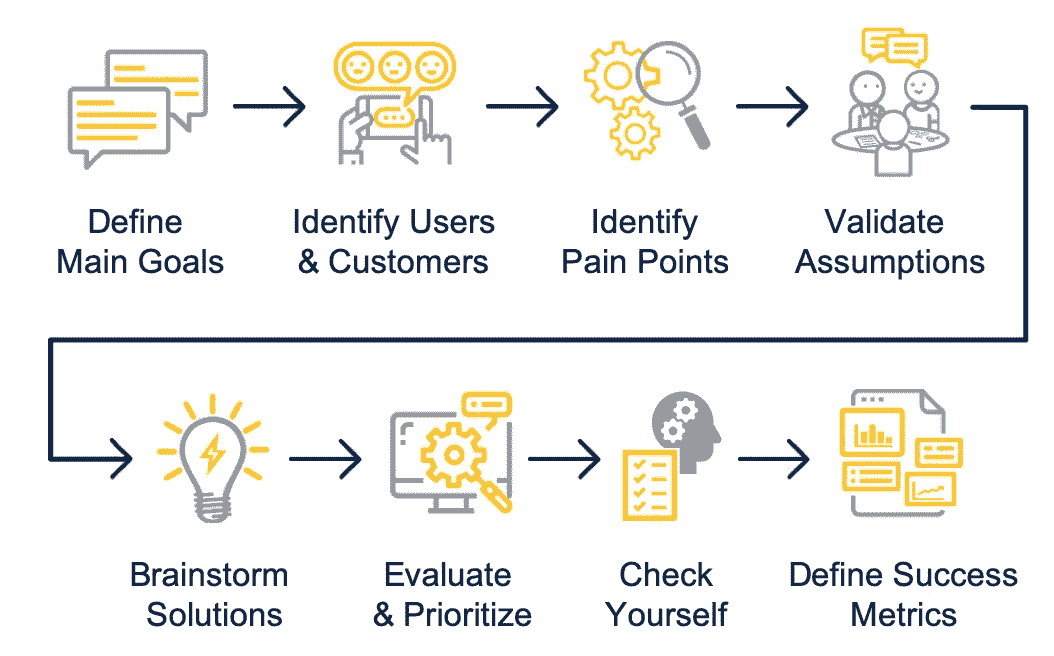 Define
Main Goals
Identify Users
& Customers
Identify
Pain Points
Validate
Assumptions
Brainstorm
Solutions
Evaluate
& Prioritize
Check
Yourself
Define Success
Metrics